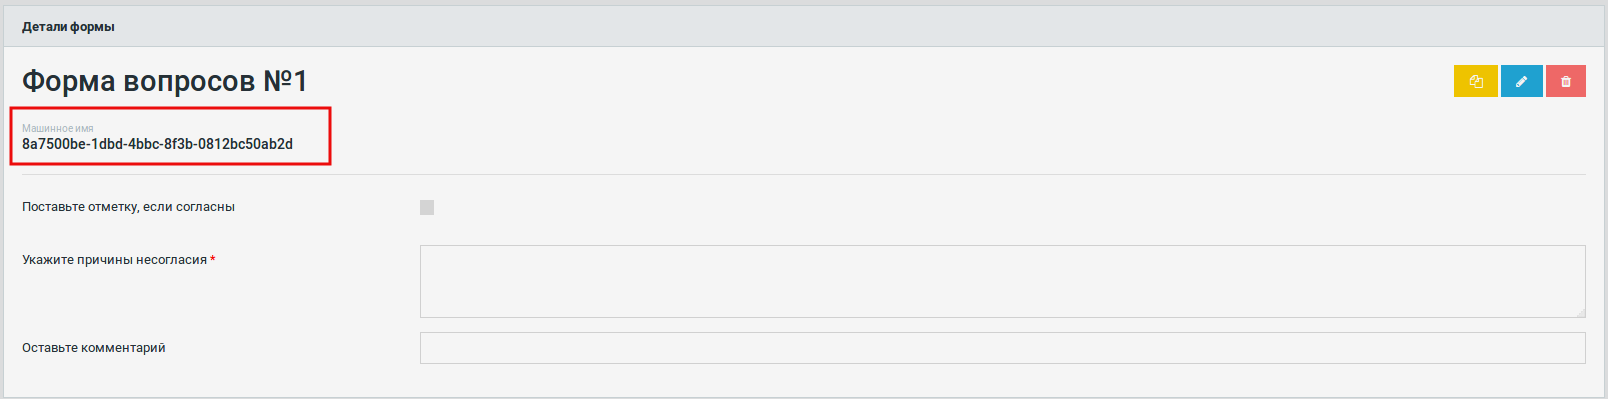 Детали формы
Форма вопросов №1
Машинное имя
8a7500be-1dbd-4bbc-8f3b-0812bc50ab2d
Поставьте отметку, если согласны
Укажите причины несогласия *
Оставьте комментарий